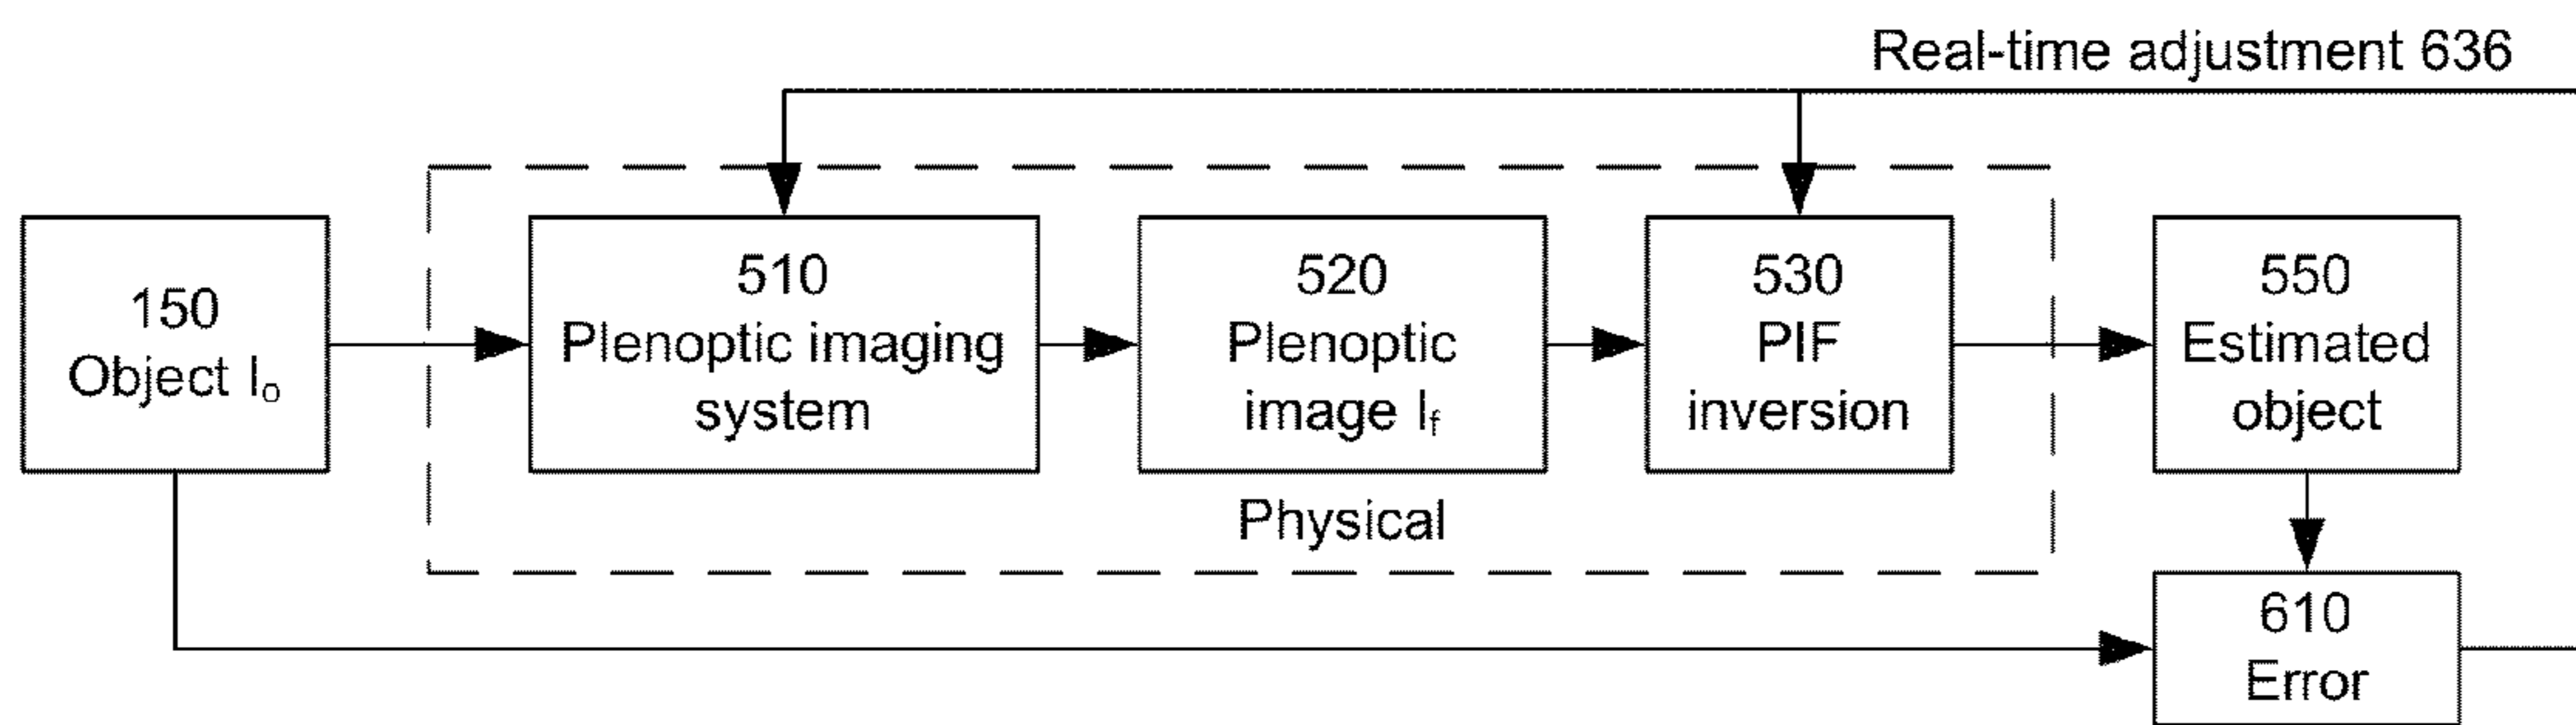 Real-time adjustment 636
150
Object Iₒ
510
Plenoptic imaging
system
520
Plenoptic
image I_f
530
PIF
inversion
550
Estimated
object
Physical
610
Error